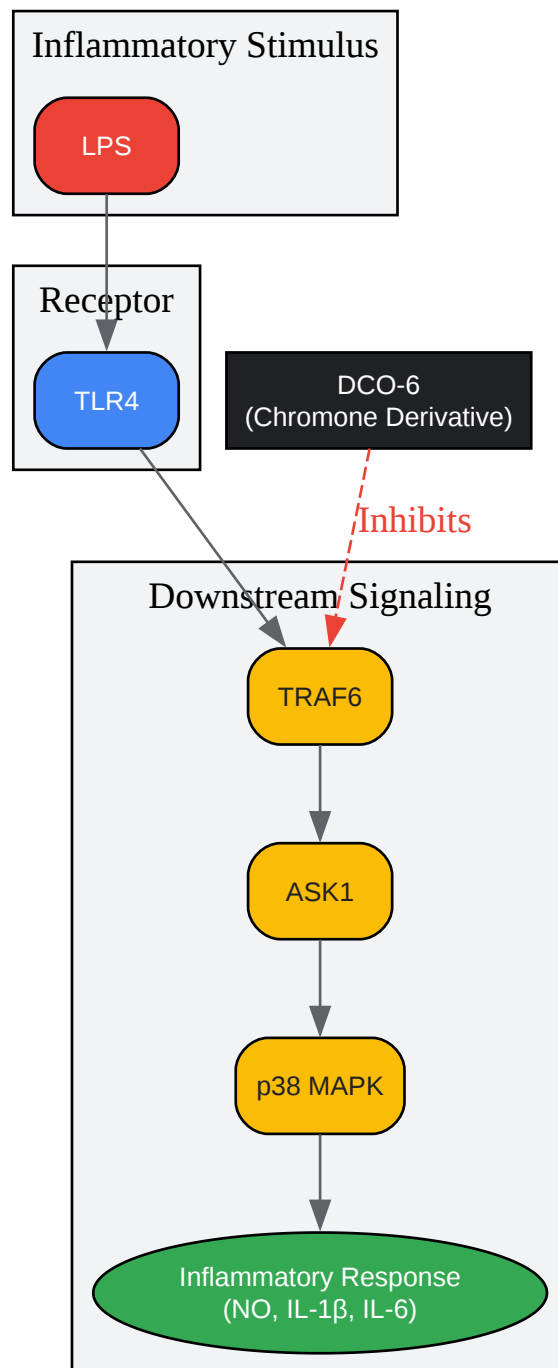 Inflammatory Stimulus
LPS
Receptor
TLR4
DCO-6
(Chromone Derivative)
Inhibits
Downstream Signaling
TRAF6
ASK1
p38 MAPK
Inflammatory Response
(NO, IL-1β, IL-6)